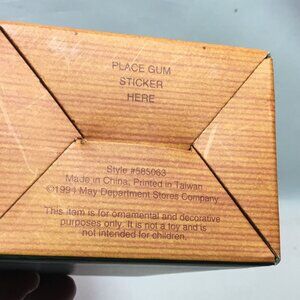 PLACE GUM
STICKER
HERE
Style #585063
Made in China, Printed in Taiwan
©1994 May Department Stores Company
This item is for ornamental and decorative
purposes only. It is not a toy and is
not intended for children.